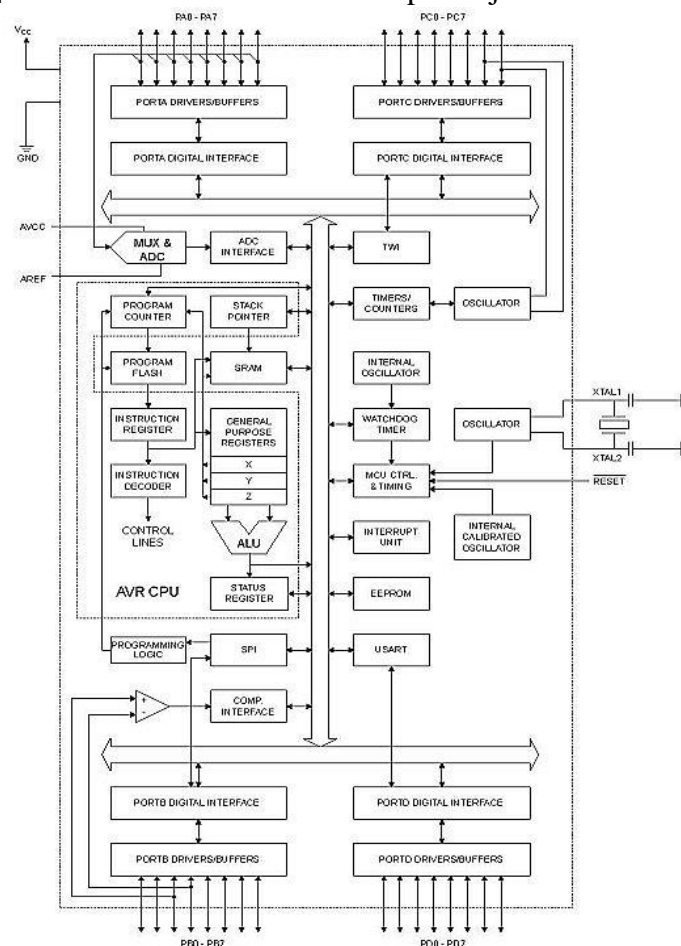 PA0 - PA7
PC0 - PC7
VCC
PORTA DRIVERS/BUFFERS
PORTC DRIVERS/BUFFERS
GND
PORTA DIGITAL INTERFACE
PORTC DIGITAL INTERFACE
AVCC
MUX &
ADC
ADC
INTERFACE
TWI
AREF
PROGRAM
COUNTER
STACK
POINTER
TIMERS/
COUNTERS
OSCILLATOR
PROGRAM
FLASH
SRAM
INTERNAL
OSCILLATOR
XTAL1
INSTRUCTION
REGISTER
GENERAL
PURPOSE
REGISTERS
WATCHDOG
TIMER
OSCILLATOR
XTAL2
X
INSTRUCTION
DECODER
Y
Z
MCU CTRL.
& TIMING
RESET
CONTROL
LINES
ALU
INTERRUPT
UNIT
INTERNAL
CALIBRATED
OSCILLATOR
AVR CPU
STATUS
REGISTER
EEPROM
PROGRAMMING
LOGIC
SPI
USART
+
-
COMP.
INTERFACE
PORTB DIGITAL INTERFACE
PORTD DIGITAL INTERFACE
PORTB DRIVERS/BUFFERS
PORTD DRIVERS/BUFFERS
PB0 - PB7
PD0 - PD7